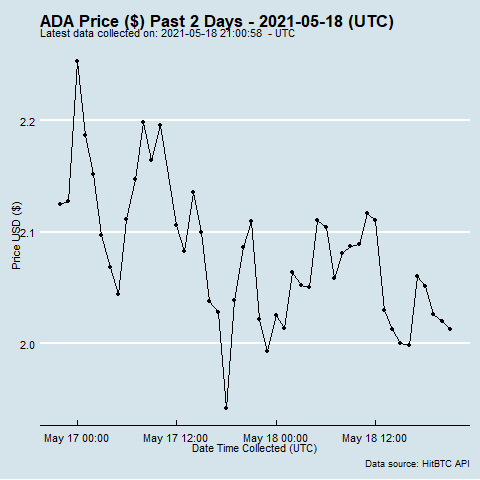 ADA Price ($) Past 2 Days - 2021-05-18 (UTC)
Latest data collected on: 2021-05-18 21:00:58 - UTC
2.2
2.1
2.0
Price USD ($)
May 17 00:00 May 17 12:00 May 18 00:00 May 18 12:00
Date Time Collected (UTC)
Data source: HitBTC API